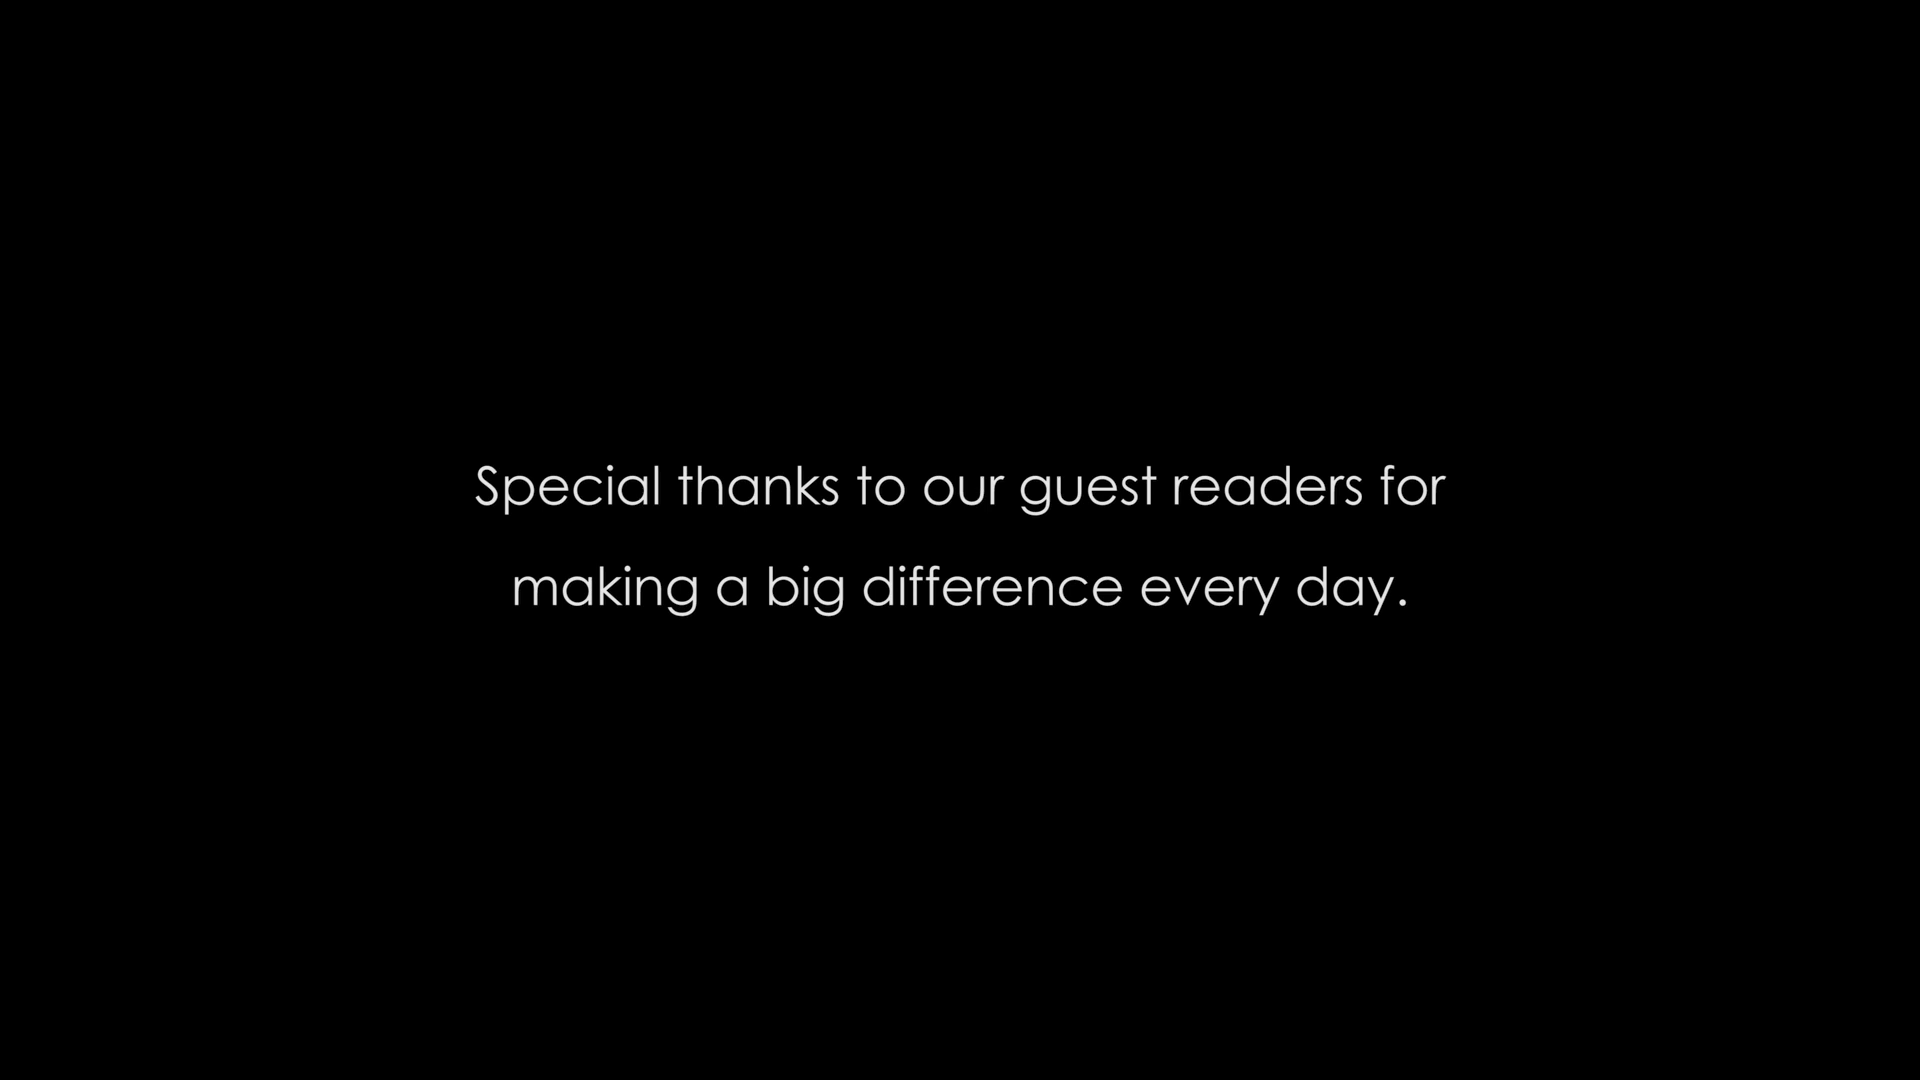 Special thanks to our guest readers for
making a big difference every day.